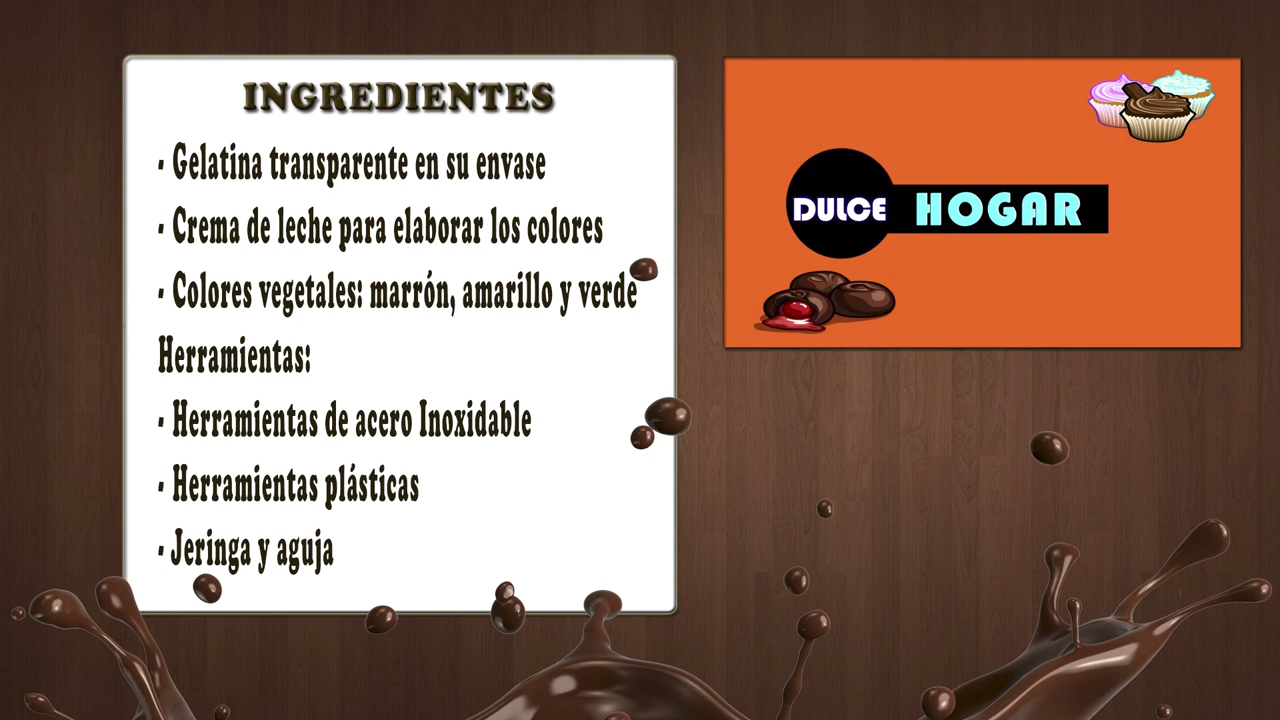 INGREDIENTES
· Gelatina transparente en su envase
· Crema de leche para elaborar los colores
· Colores vegetales: marrón, amarillo y verde
Herramientas:
· Herramientas de acero Inoxidable
· Herramientas plásticas
· Jeringa y aguja
DULCE HOGAR